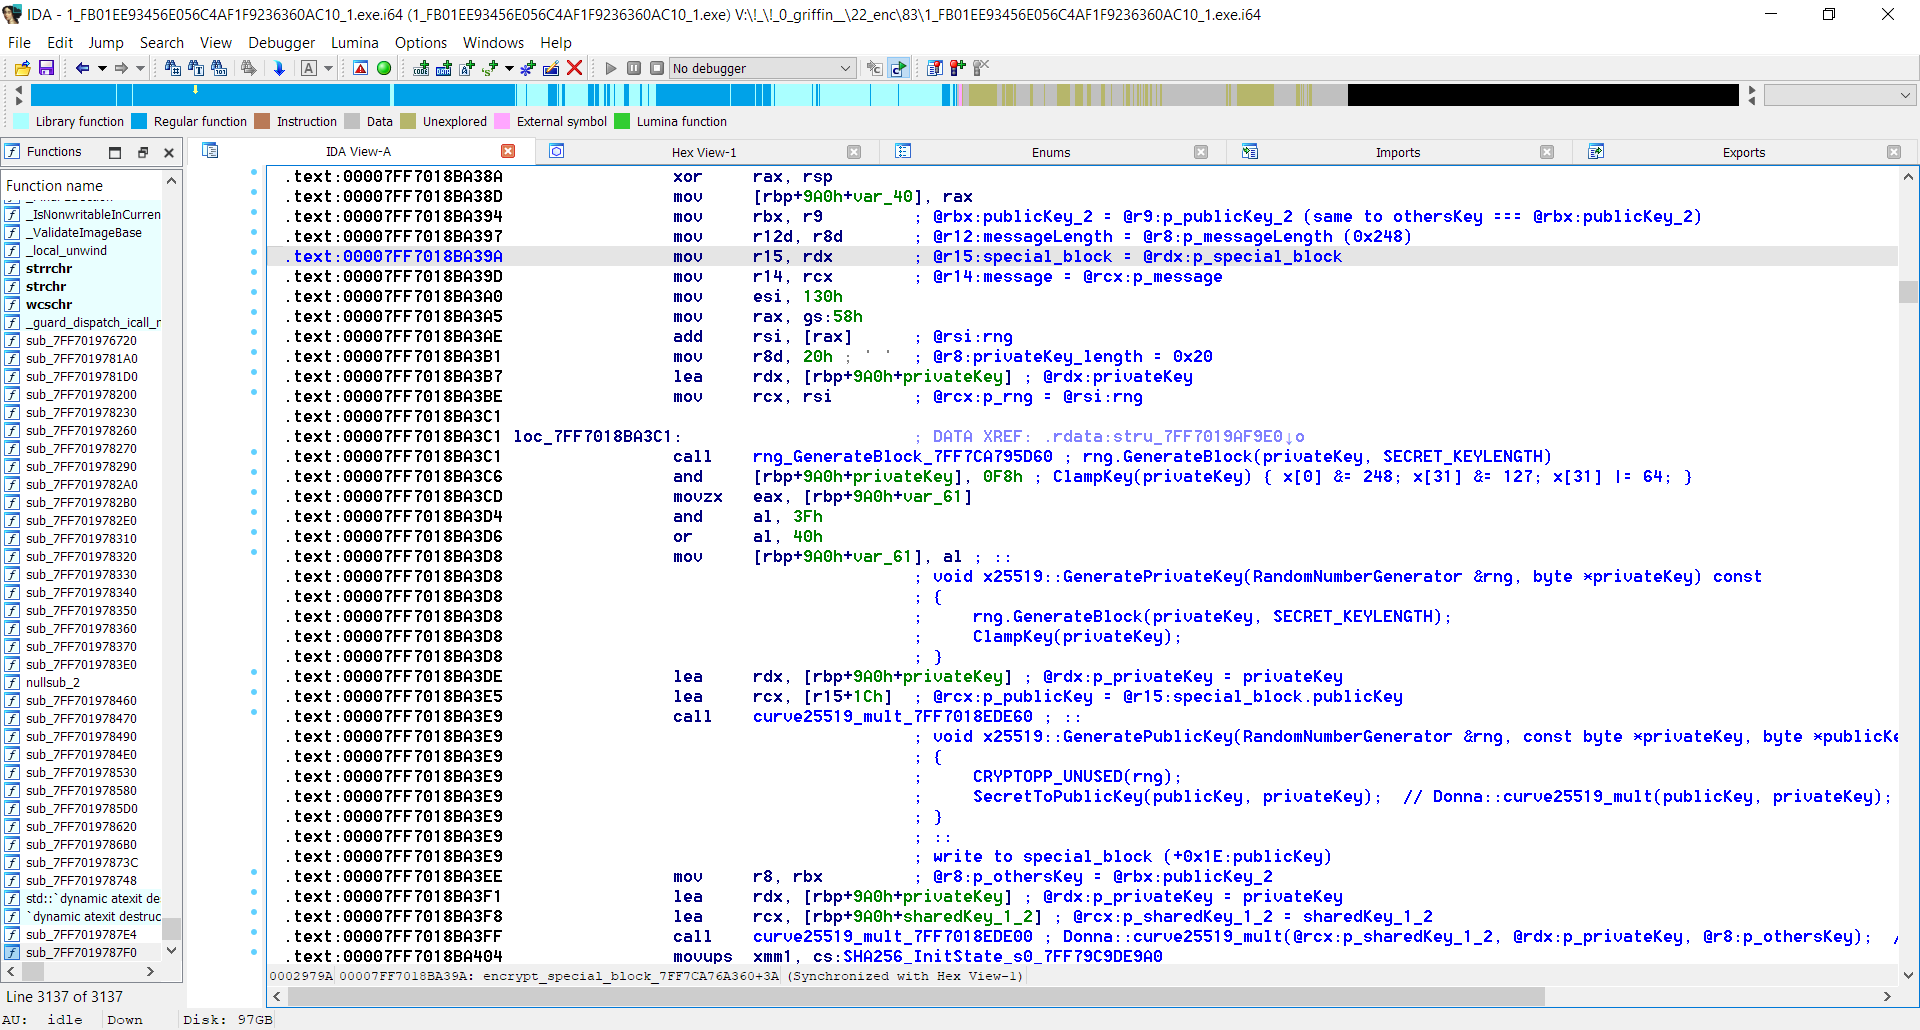 IDA - 1_FB01EE93456E056C4AF1F9236360AC10_1.exe.i64 (1_FB01EE93456E056C4AF1F9236360AC10_1.exe) V:\!_\!_0_griffin__\22_enc\83\1_FB01EE93456E056C4AF1F9236360AC10_1.exe.i64
File Edit Jump Search View Debugger Lumina Options Windows Help
No debugger
Library function Regular function Instruction Data Unexplored External symbol Lumina function
Functions IDA View-A Hex View-1 Enums Imports Exports
Function name
_IsNonwritableInCurren
_ValidateImageBase
_local_unwind
strrchr
strchr
wcschr
_guard_dispatch_icall_r
sub_7FF701976720
sub_7FF7019781A0
sub_7FF7019781D0
sub_7FF701978200
sub_7FF701978230
sub_7FF701978260
sub_7FF701978270
sub_7FF701978290
sub_7FF7019782A0
sub_7FF7019782B0
sub_7FF7019782E0
sub_7FF701978310
sub_7FF701978320
sub_7FF701978330
sub_7FF701978340
sub_7FF701978350
sub_7FF701978360
sub_7FF701978370
sub_7FF7019783E0
nullsub_2
sub_7FF701978460
sub_7FF701978470
sub_7FF701978490
sub_7FF7019784E0
sub_7FF701978530
sub_7FF701978580
sub_7FF7019785D0
sub_7FF701978620
sub_7FF7019786B0
sub_7FF70197873C
sub_7FF701978748
std::`dynamic atexit de
`dynamic atexit destruc
sub_7FF7019787E4
sub_7FF7019787F0
Line 3137 of 3137
.text:00007FF7018BA38A xor rax, rsp
.text:00007FF7018BA38D mov [rbp+9A0h+var_40], rax
.text:00007FF7018BA394 mov rbx, r9 ; @rbx:publicKey_2 = @r9:p_publicKey_2 (same to othersKey === @rbx:publicKey_2)
.text:00007FF7018BA397 mov r12d, r8d ; @r12:messageLength = @r8:p_messageLength (0x248)
.text:00007FF7018BA39A mov r15, rdx ; @r15:special_block = @rdx:p_special_block
.text:00007FF7018BA39D mov r14, rcx ; @r14:message = @rcx:p_message
.text:00007FF7018BA3A0 mov esi, 130h
.text:00007FF7018BA3A5 mov rax, gs:58h
.text:00007FF7018BA3AE add rsi, [rax] ; @rsi:rng
.text:00007FF7018BA3B1 mov r8d, 20h ; ' ' ; @r8:privateKey_length = 0x20
.text:00007FF7018BA3B7 lea rdx, [rbp+9A0h+privateKey] ; @rdx:privateKey
.text:00007FF7018BA3BE mov rcx, rsi ; @rcx:p_rng = @rsi:rng
.text:00007FF7018BA3C1
.text:00007FF7018BA3C1 loc_7FF7018BA3C1: ; DATA XREF: .rdata:stru_7FF7019AF9E0↓o
.text:00007FF7018BA3C1 call rng_GenerateBlock_7FF7CA795D60 ; rng.GenerateBlock(privateKey, SECRET_KEYLENGTH)
.text:00007FF7018BA3C6 and [rbp+9A0h+privateKey], 0F8h ; ClampKey(privateKey) { x[0] &= 248; x[31] &= 127; x[31] |= 64; }
.text:00007FF7018BA3CD movzx eax, [rbp+9A0h+var_61]
.text:00007FF7018BA3D4 and al, 3Fh
.text:00007FF7018BA3D6 or al, 40h
.text:00007FF7018BA3D8 mov [rbp+9A0h+var_61], al ; ::
.text:00007FF7018BA3D8 ; void x25519::GeneratePrivateKey(RandomNumberGenerator &rng, byte *privateKey) const
.text:00007FF7018BA3D8 ; {
.text:00007FF7018BA3D8 ; rng.GenerateBlock(privateKey, SECRET_KEYLENGTH);
.text:00007FF7018BA3D8 ; ClampKey(privateKey);
.text:00007FF7018BA3D8 ; }
.text:00007FF7018BA3DE lea rdx, [rbp+9A0h+privateKey] ; @rdx:p_privateKey = privateKey
.text:00007FF7018BA3E5 lea rcx, [r15+1Ch] ; @rcx:p_publicKey = @r15:special_block.publicKey
.text:00007FF7018BA3E9 call curve25519_mult_7FF7018EDE60 ; ::
.text:00007FF7018BA3E9 ; void x25519::GeneratePublicKey(RandomNumberGenerator &rng, const byte *privateKey, byte *publicKe
.text:00007FF7018BA3E9 ; {
.text:00007FF7018BA3E9 ; CRYPTOPP_UNUSED(rng);
.text:00007FF7018BA3E9 ; SecretToPublicKey(publicKey, privateKey); // Donna::curve25519_mult(publicKey, privateKey);
.text:00007FF7018BA3E9 ; }
.text:00007FF7018BA3E9 ; ::
.text:00007FF7018BA3E9 ; write to special_block (+0x1E:publicKey)
.text:00007FF7018BA3EE mov r8, rbx ; @r8:p_othersKey = @rbx:publicKey_2
.text:00007FF7018BA3F1 lea rdx, [rbp+9A0h+privateKey] ; @rdx:p_privateKey = privateKey
.text:00007FF7018BA3F8 lea rcx, [rbp+9A0h+sharedKey_1_2] ; @rcx:p_sharedKey_1_2 = sharedKey_1_2
.text:00007FF7018BA3FF call curve25519_mult_7FF7018EDE00 ; Donna::curve25519_mult(@rcx:p_sharedKey_1_2, @rdx:p_privateKey, @r8:p_othersKey); /
.text:00007FF7018BA404 movups xmm1, cs:SHA256_InitState_s0_7FF79C9DE9A0
0002979A 00007FF7018BA39A: encrypt_special_block_7FF7CA76A360+3A (Synchronized with Hex View-1)
AU: idle Down Disk: 97GB